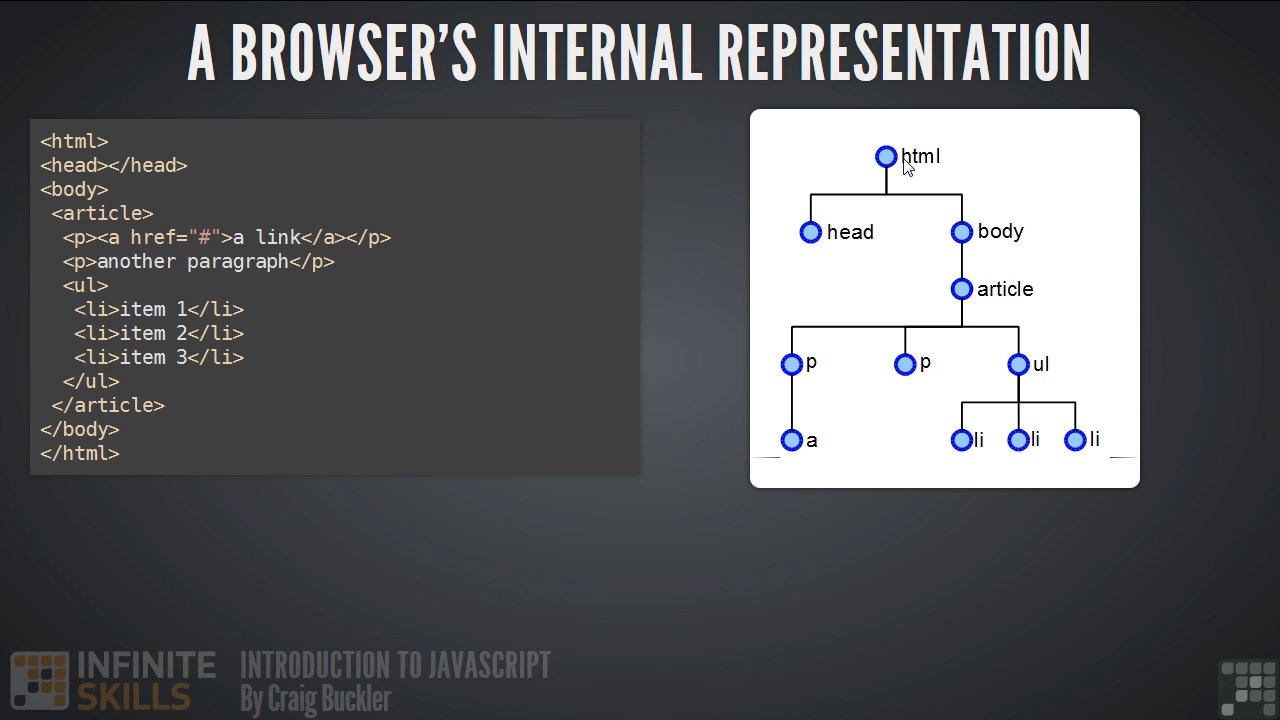 A BROWSER'S INTERNAL REPRESENTATION
<html>
<head></head>
<body>
<article>
<p><a href="#">a link</a></p>
<p>another paragraph</p>
<ul>
<li>item 1</li>
<li>item 2</li>
<li>item 3</li>
</ul>
</article>
</body>
</html>
html
head body
article
p p ul
a li li li
INFINITE SKILLS
INTRODUCTION TO JAVASCRIPT
By Craig Buckler